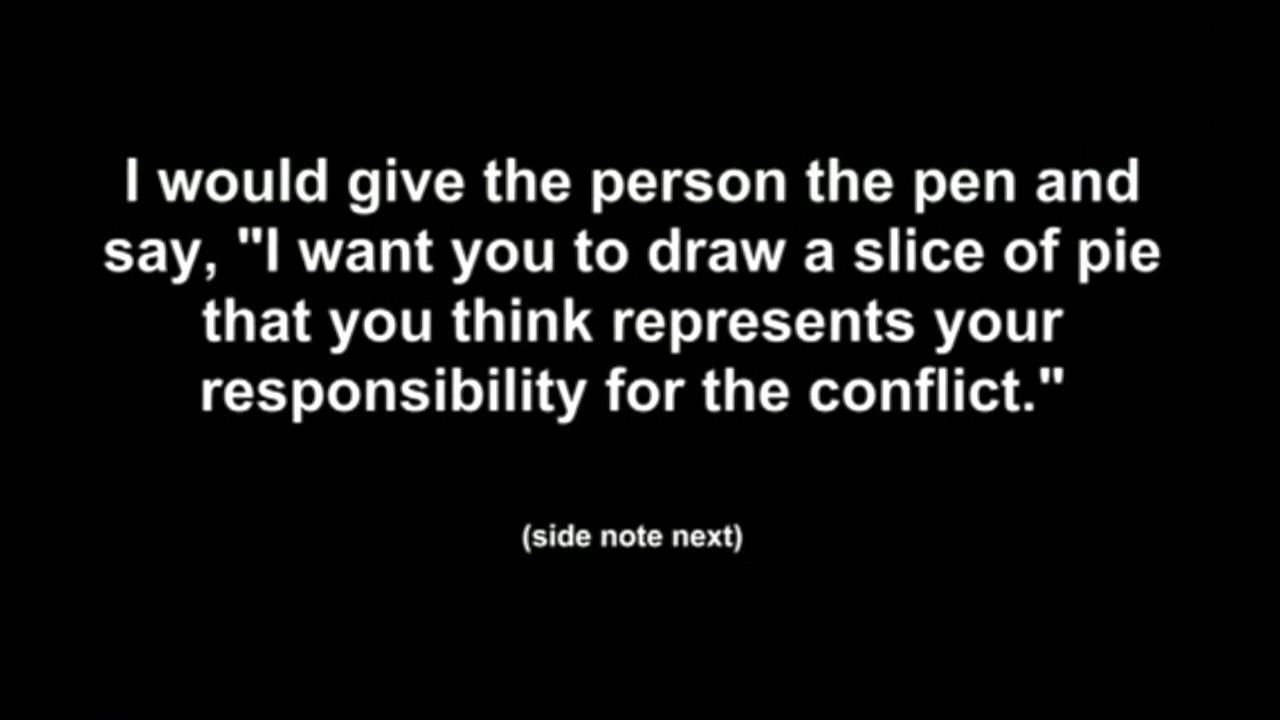 I would give the person the pen and
say, "I want you to draw a slice of pie
that you think represents your
responsibility for the conflict."
(side note next)